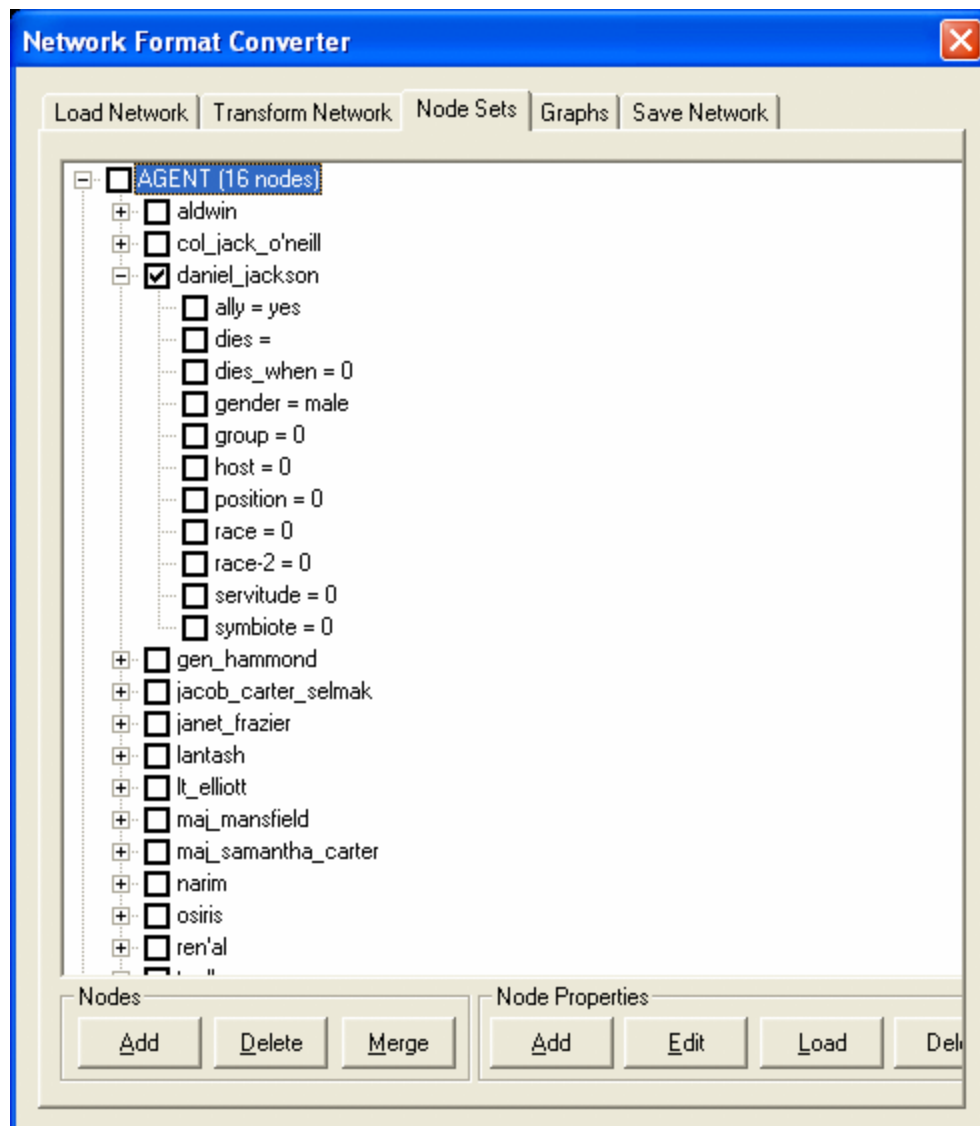 Network Format Converter
Load Network Transform Network Node Sets Graphs Save Network
AGENT (16 nodes)
aldwin
col_jack_o'neill
daniel_jackson
ally = yes
dies =
dies_when = 0
gender = male
group = 0
host = 0
position = 0
race = 0
race-2 = 0
servitude = 0
symbiote = 0
gen_hammond
jacob_carter_selmak
janet_frazier
lantash
lt_elliott
maj_mansfield
maj_samantha_carter
narim
osiris
ren'al
Nodes Node Properties
Add Delete Merge Add Edit Load